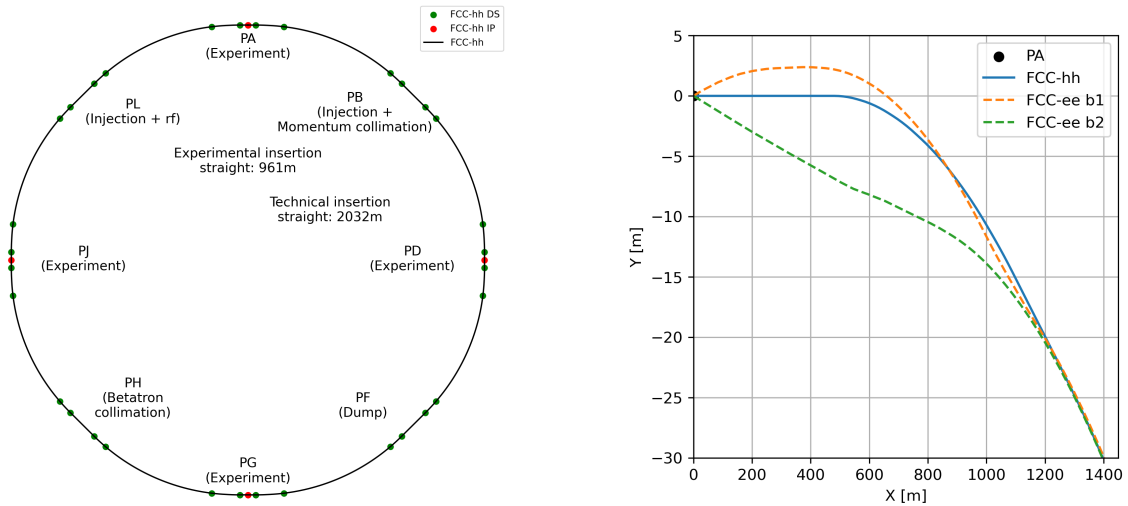 FCC-hh DS
FCC-hh IP
FCC-hh
PA
(Experiment)
PL
(Injection + rf)
PB
(Injection +
Momentum collimation)
Experimental insertion
straight: 961m
Technical insertion
straight: 2032m
PJ
(Experiment)
PD
(Experiment)
PH
(Betatron
collimation)
PF
(Dump)
PG
(Experiment)
5
0
−5
−10
−15
−20
−25
−30
Y [m]
0 200 400 600 800 1000 1200 1400
X [m]
PA
FCC-hh
FCC-ee b1
FCC-ee b2